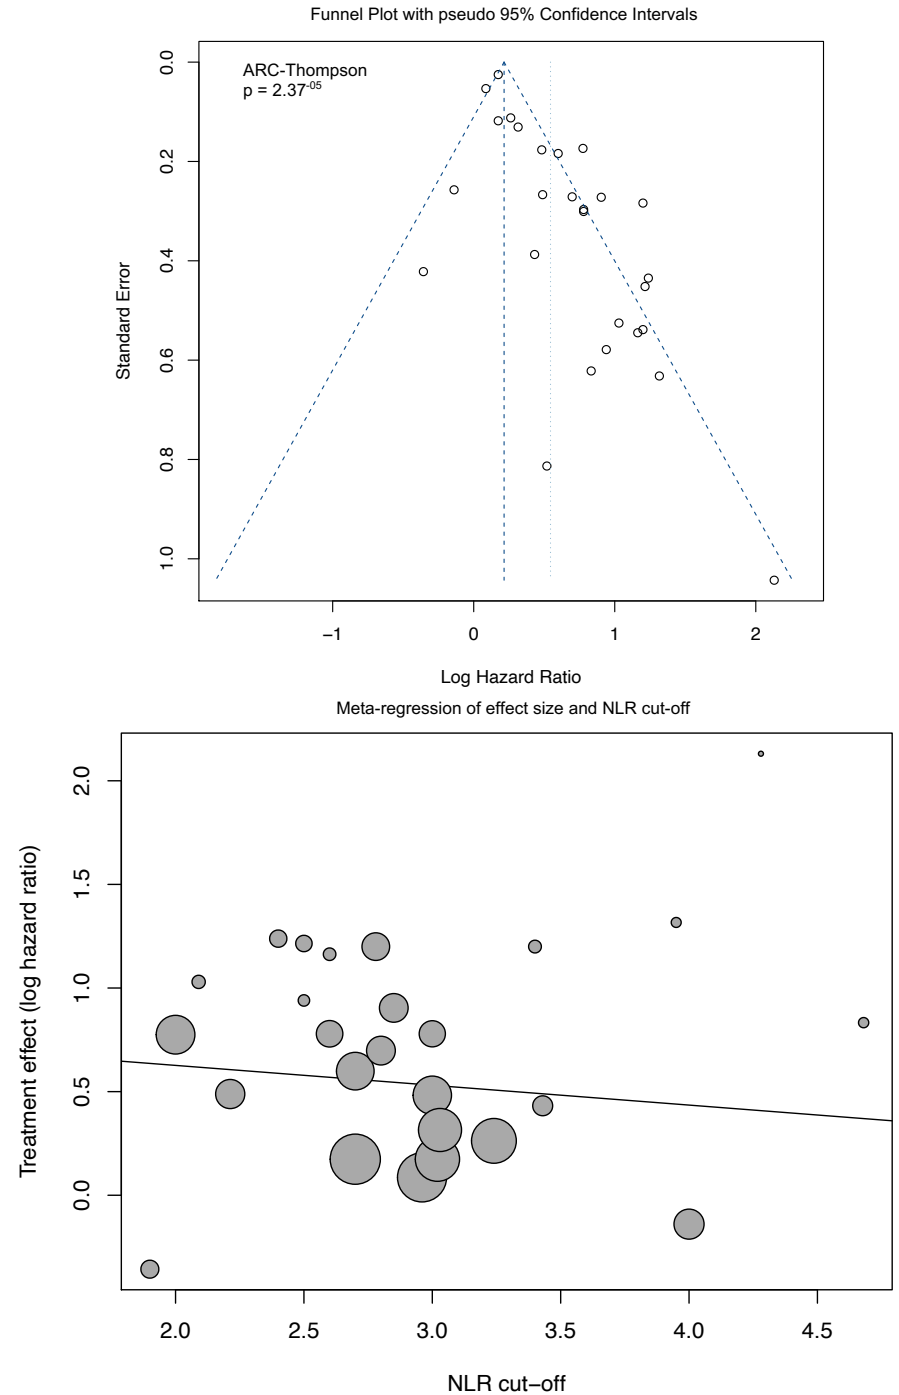 Funnel Plot with pseudo 95% Confidence Intervals
ARC-Thompson
p = 2.37-05
0.0
0.2
0.4
0.6
0.8
1.0
Standard Error
−1 0 1 2
Log Hazard Ratio
Meta-regression of effect size and NLR cut-off
2.0
1.5
1.0
0.5
0.0
Treatment effect (log hazard ratio)
2.0 2.5 3.0 3.5 4.0 4.5
NLR cut−off